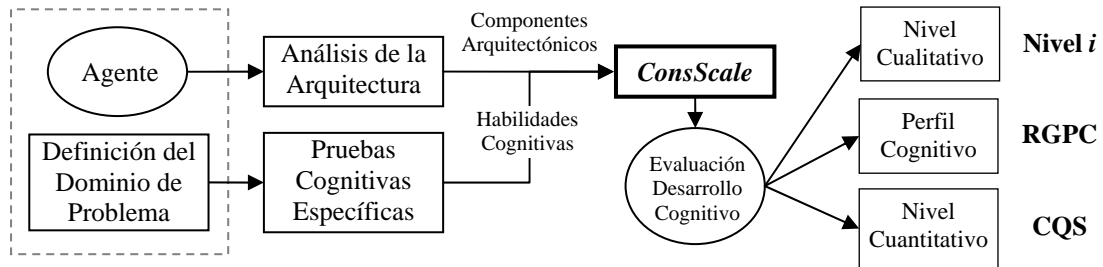 Agente
Definición del
Dominio de
Problema
Análisis de la
Arquitectura
Pruebas
Cognitivas
Específicas
Componentes
Arquitectónicos
Habilidades
Cognitivas
ConsScale
Evaluación
Desarrollo
Cognitivo
Nivel
Cualitativo
Nivel i
Perfil
Cognitivo
RGPC
Nivel
Cuantitativo
CQS